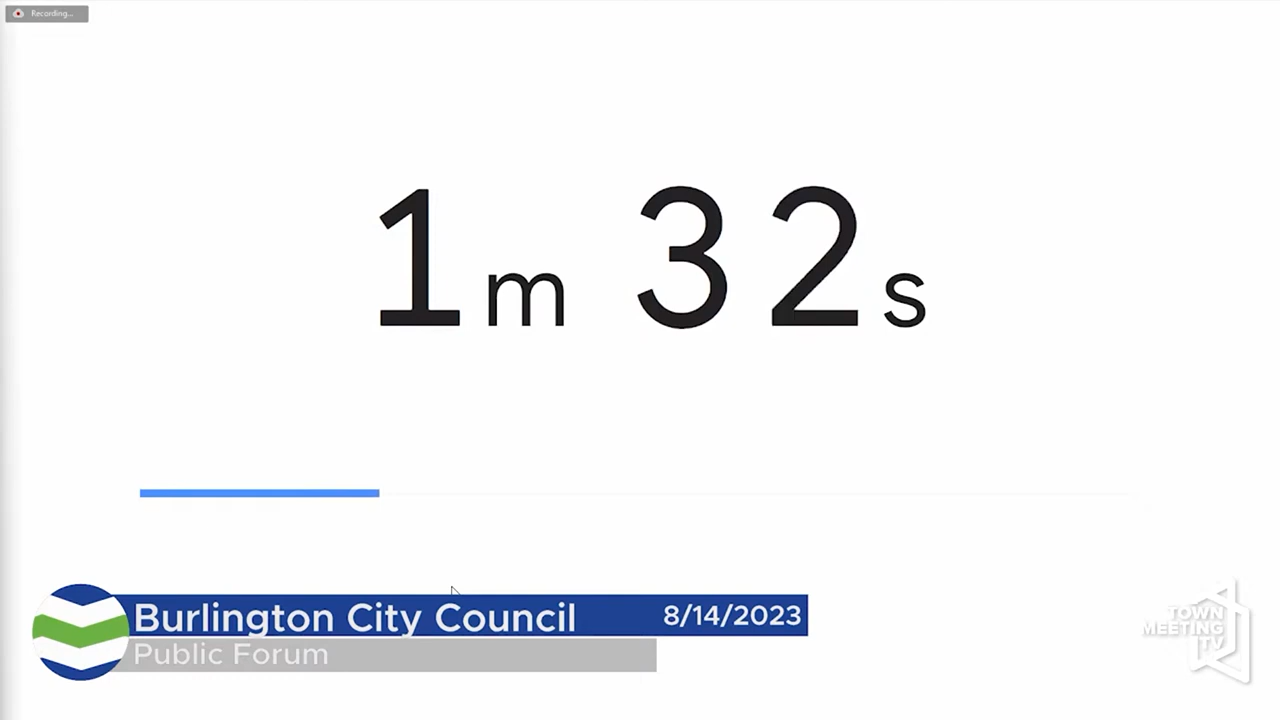 Recording...
1m 32s
Burlington City Council 8/14/2023
Public Forum
TOWN
MEETING
TV